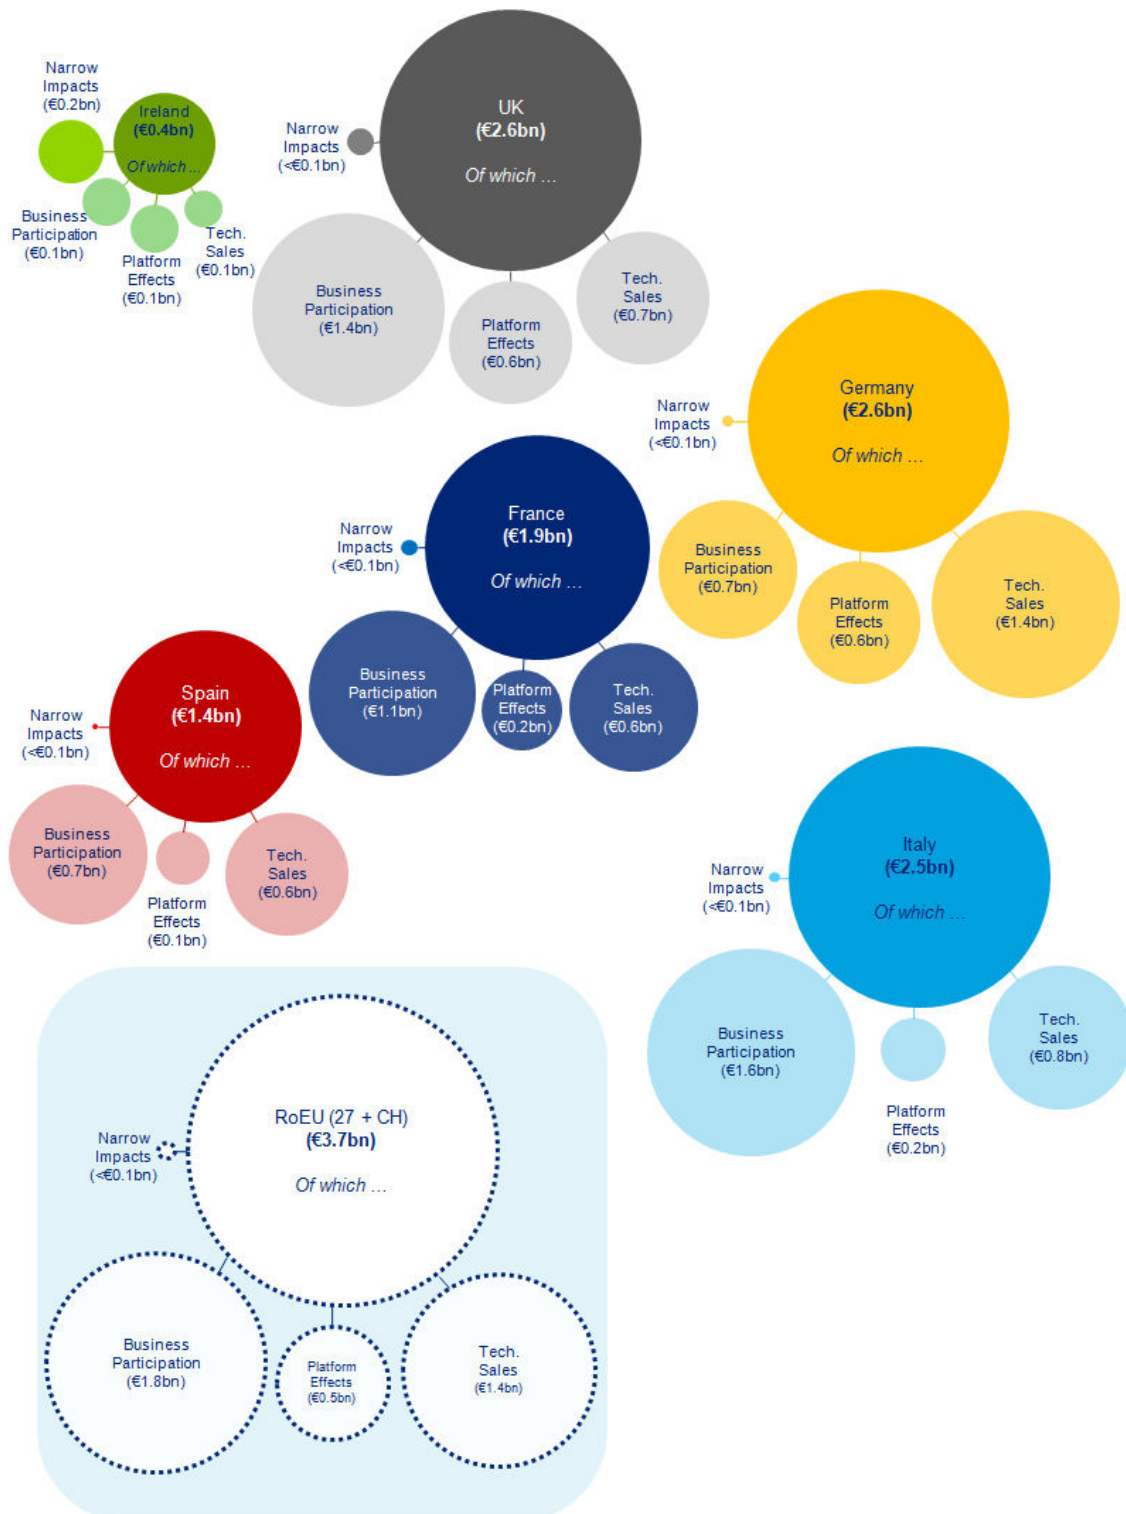 Narrow
Impacts
(€0.2bn)
Ireland
(€0.4bn)
Of which ...
Business
Participation
(€0.1bn)
Platform
Effects
(€0.1bn)
Tech.
Sales
(€0.1bn)
UK
(€2.6bn)
Of which ...
Narrow
Impacts
(<€0.1bn)
Business
Participation
(€1.4bn)
Platform
Effects
(€0.6bn)
Tech.
Sales
(€0.7bn)
Germany
(€2.6bn)
Of which ...
Narrow
Impacts
(<€0.1bn)
Business
Participation
(€0.7bn)
Platform
Effects
(€0.6bn)
Tech.
Sales
(€1.4bn)
France
(€1.9bn)
Of which ...
Narrow
Impacts
(<€0.1bn)
Business
Participation
(€1.1bn)
Platform
Effects
(€0.2bn)
Tech.
Sales
(€0.6bn)
Spain
(€1.4bn)
Of which ...
Narrow
Impacts
(<€0.1bn)
Business
Participation
(€0.7bn)
Platform
Effects
(€0.1bn)
Tech.
Sales
(€0.6bn)
Italy
(€2.5bn)
Of which ...
Narrow
Impacts
(<€0.1bn)
Business
Participation
(€1.6bn)
Platform
Effects
(€0.2bn)
Tech.
Sales
(€0.8bn)
RoEU (27 + CH)
(€3.7bn)
Of which ...
Narrow
Impacts
(<€0.1bn)
Business
Participation
(€1.8bn)
Platform
Effects
(€0.5bn)
Tech.
Sales
(€1.4bn)